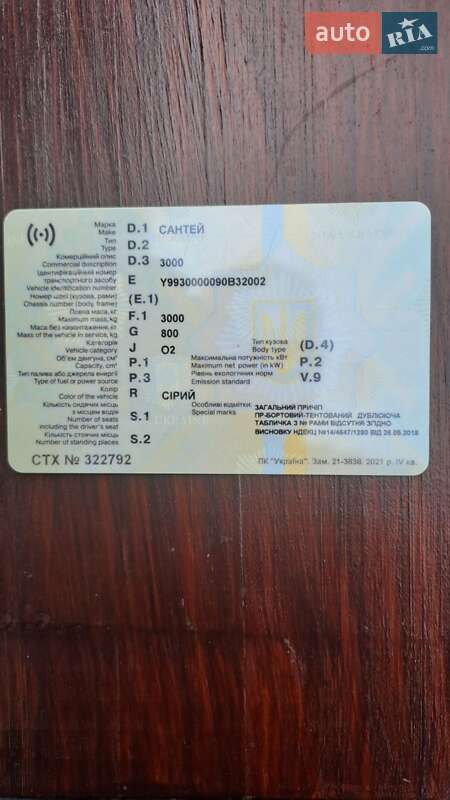 auto RIA.com
Марка
Make D.1 САНТЕЙ
Тип
Type D.2
Комерційний опис
Commercial description D.3 3000
Ідентифікаційний номер
транспортного засобу
Vehicle identification number E Y9930000090B32002
Номер шасі (кузова, рами)
Chassis number (body, frame) (E.1)
Повна маса, кг
Maximum mass, kg F.1 3000
Маса без навантаження, кг
Mass of the vehicle in service, kg G 800
Категорія
Vehicle category J О2
Тип кузова
Body type (D.4)
Об'єм двигуна, см³
Capacity, cm³ P.1
Максимальна потужність кВт
Maximum net power (in kW) P.2
Тип палива або джерела енергії
Type of fuel or power source P.3
Рівень екологічних норм
Emission standard V.9
Колір
Color of the vehicle R СІРИЙ
Кількість сидячих місць
з місцем водія
Number of seats
including the driver's seat S.1
Кількість стоячих місць
Number of standing places S.2
Особливі відмітки:
Special marks
ЗАГАЛЬНИЙ ПРИЧІП
ПР-БОРТОВИЙ-ТЕНТОВАНИЙ ДУБЛЮЮЧА
ТАБЛИЧКА З № РАМИ ВІДСУТНЯ ЗГІДНО
ВИСНОВКУ НДЕКЦ №14/4647/1290 ВІД 26.05.2018
СТХ № 322792
ПК "Україна". Зам. 21-3838. 2021 р. IV кв.